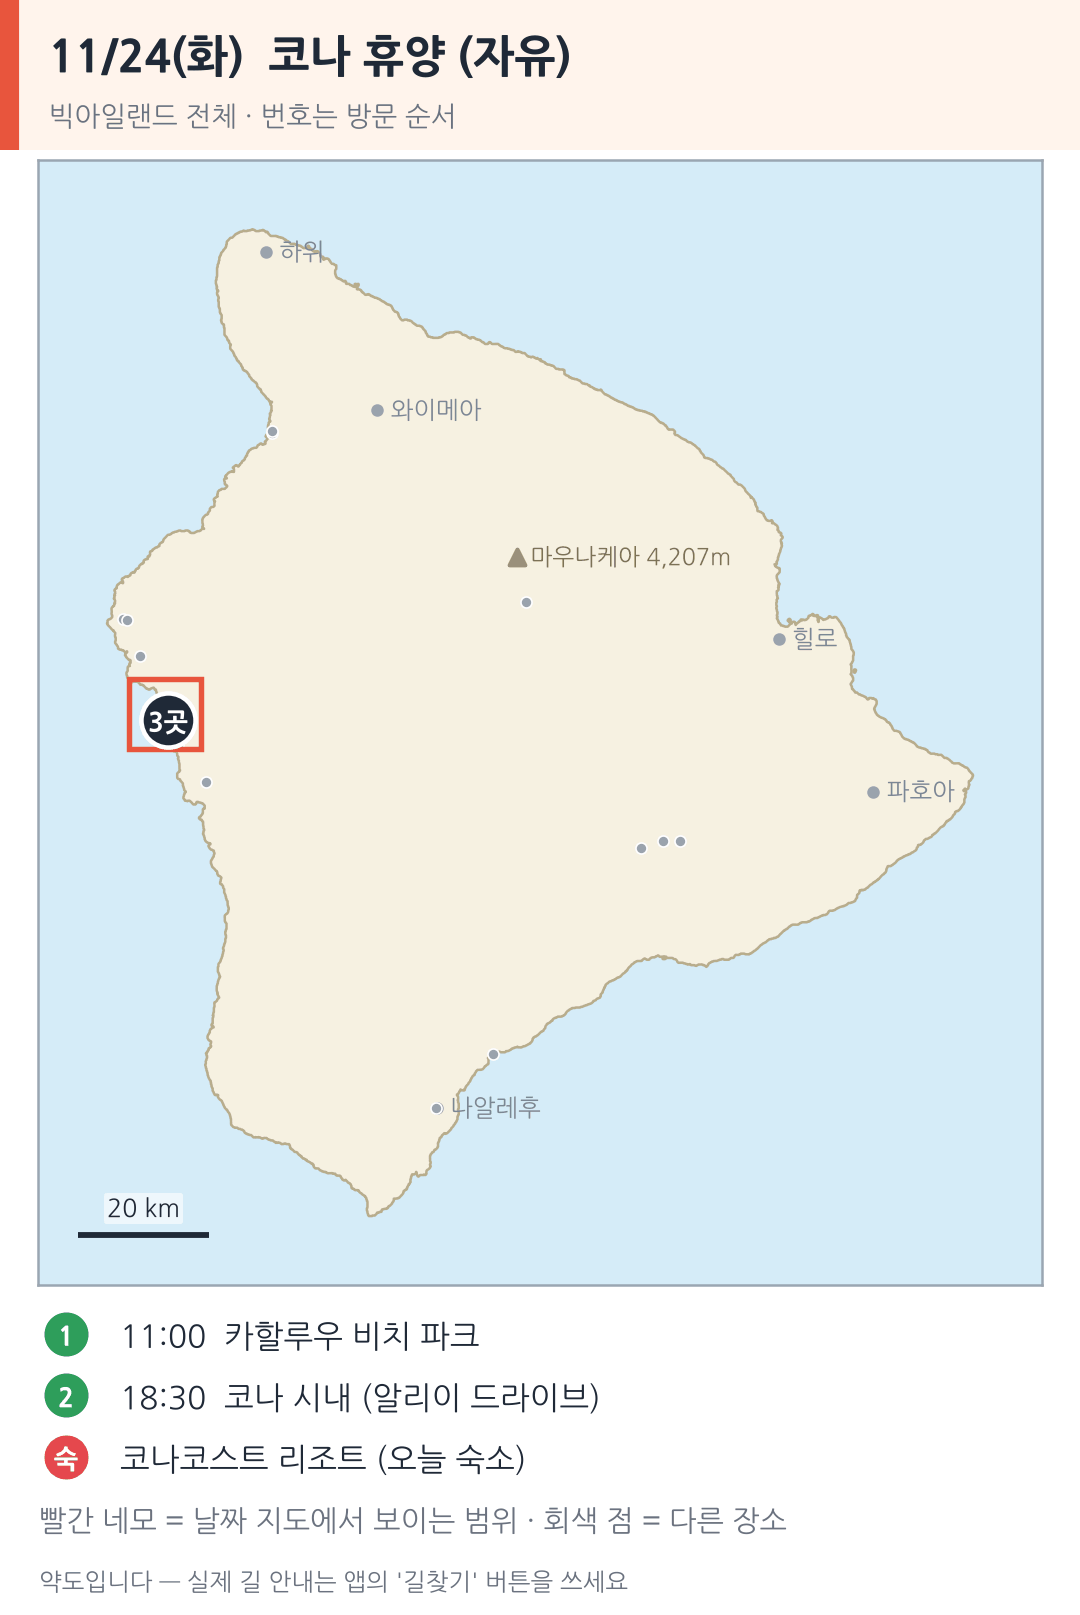 11/24(화) 코나 휴양 (자유)
빅아일랜드 전체 · 번호는 방문 순서
하위
와이메아
마우나케아 4,207m
힐로
3곳
파호아
나알레후
20 km
1 11:00 카할루우 비치 파크
2 18:30 코나 시내 (알리이 드라이브)
숙 코나코스트 리조트 (오늘 숙소)
빨간 네모 = 날짜 지도에서 보이는 범위 · 회색 점 = 다른 장소
약도입니다 — 실제 길 안내는 앱의 '길찾기' 버튼을 쓰세요